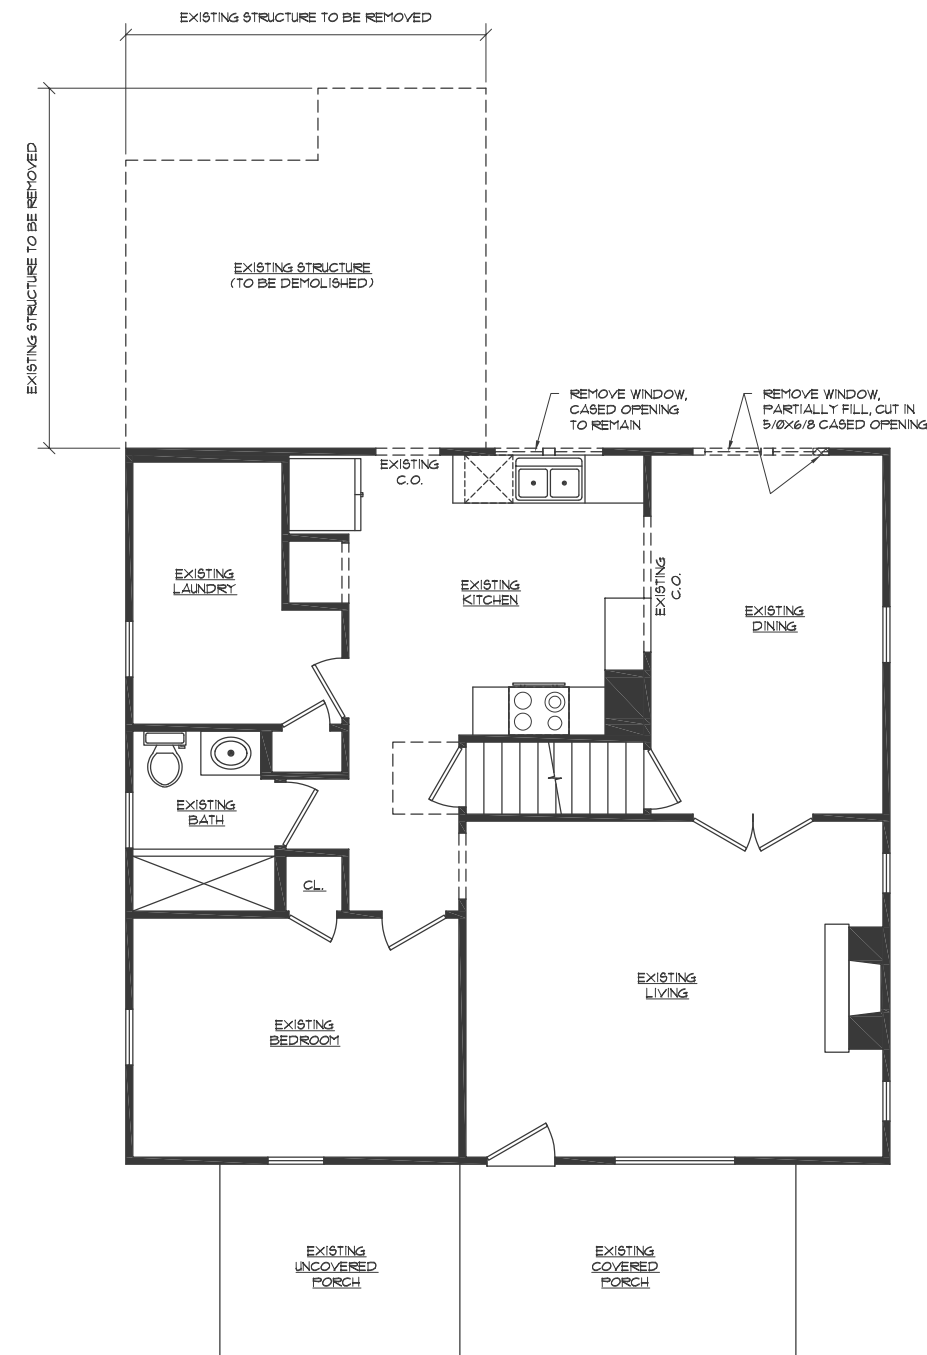 EXISTING STRUCTURE TO BE REMOVED
EXISTING STRUCTURE TO BE REMOVED
EXISTING STRUCTURE
(TO BE DEMOLISHED)
REMOVE WINDOW,
CASED OPENING
TO REMAIN
REMOVE WINDOW,
PARTIALLY FILL, CUT IN
5/0X6/8 CASED OPENING
EXISTING
C.O.
EXISTING
LAUNDRY
EXISTING
KITCHEN
EXISTING
C.O.
EXISTING
DINING
EXISTING
BATH
CL.
EXISTING
LIVING
EXISTING
BEDROOM
EXISTING
UNCOVERED
PORCH
EXISTING
COVERED
PORCH